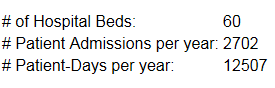 # of Hospital Beds: 60
# Patient Admissions per year: 2702
# Patient-Days per year: 12507